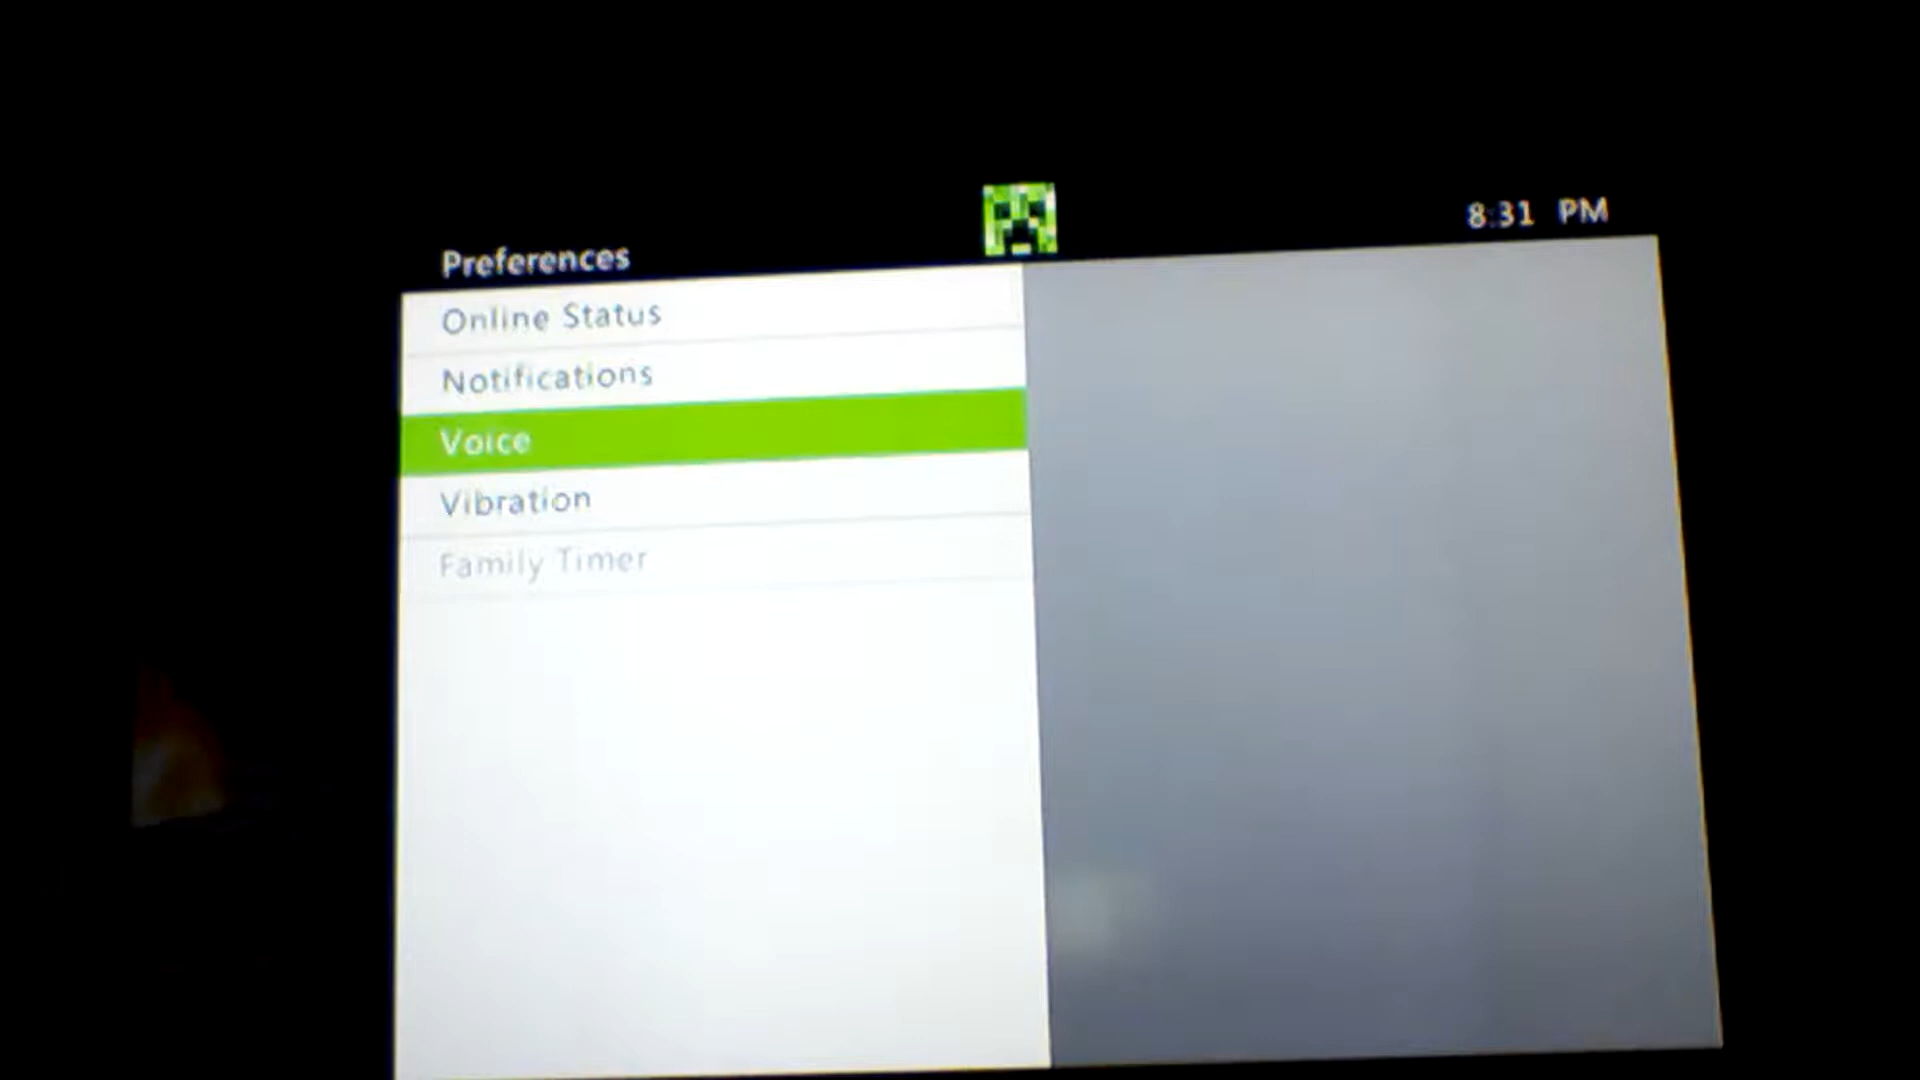 8:31 PM
Preferences
Online Status
Notifications
Voice
Vibration
Family Timer